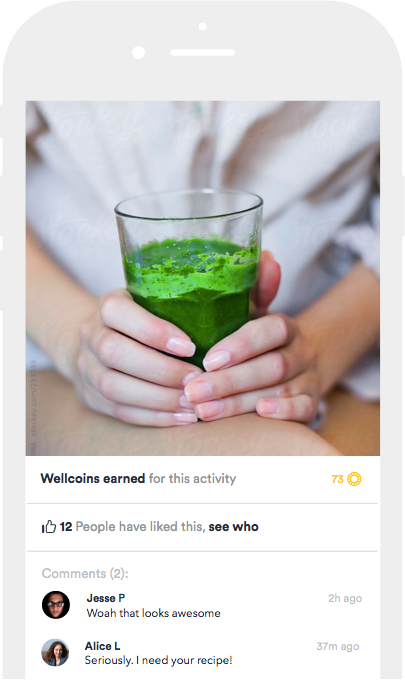 Wellcoins earned for this activity 73
12 People have liked this, see who
Comments (2):
Jesse P 2h ago
Woah that looks awesome
Alice L 37m ago
Seriously. I need your recipe!